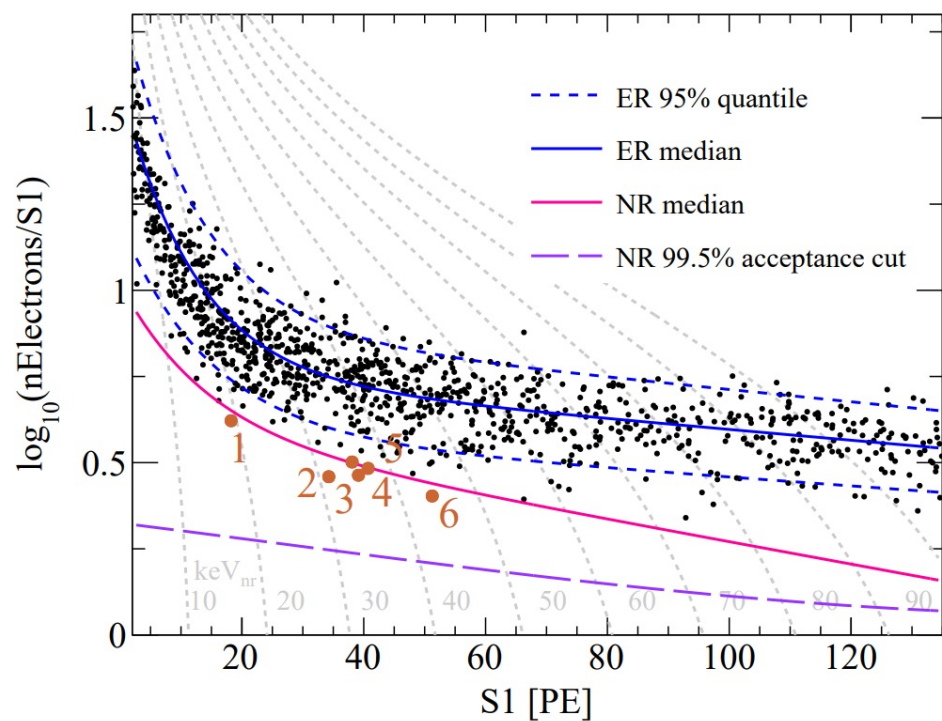 1.5
1
0.5
0
log10(nElectrons/S1)
ER 95% quantile
ER median
NR median
NR 99.5% acceptance cut
1
2
3
4
5
6
keVnr
10 20 30 40 50 60 70 80 90
20 40 60 80 100 120
S1 [PE]